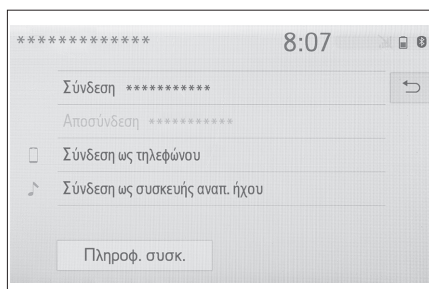 ************* 8:07
Σύνδεση ***********
Αποσύνδεση ***********
Σύνδεση ως τηλεφώνου
Σύνδεση ως συσκευής αναπ. ήχου
Πληροφ. συσκ.